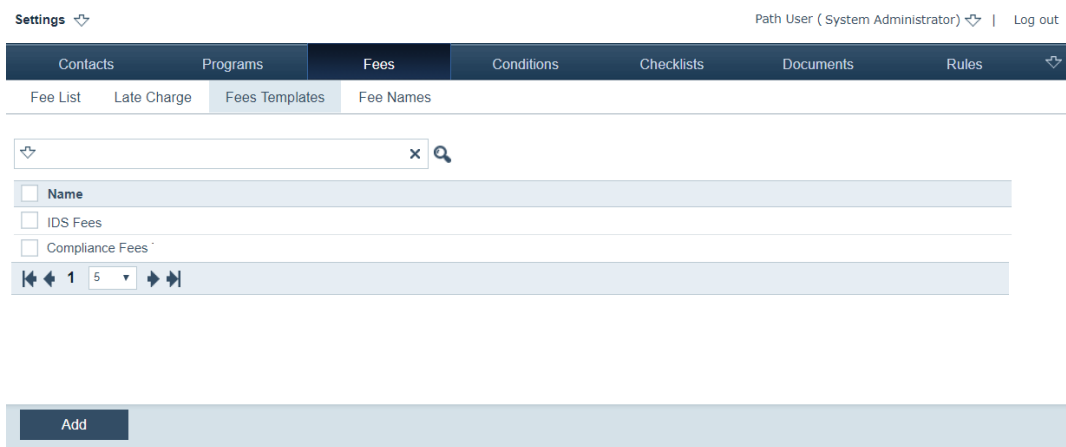 Settings Path User ( System Administrator) | Log out
Contacts Programs Fees Conditions Checklists Documents Rules
Fee List Late Charge Fees Templates Fee Names
Name
IDS Fees
Compliance Fees
1 5
Add